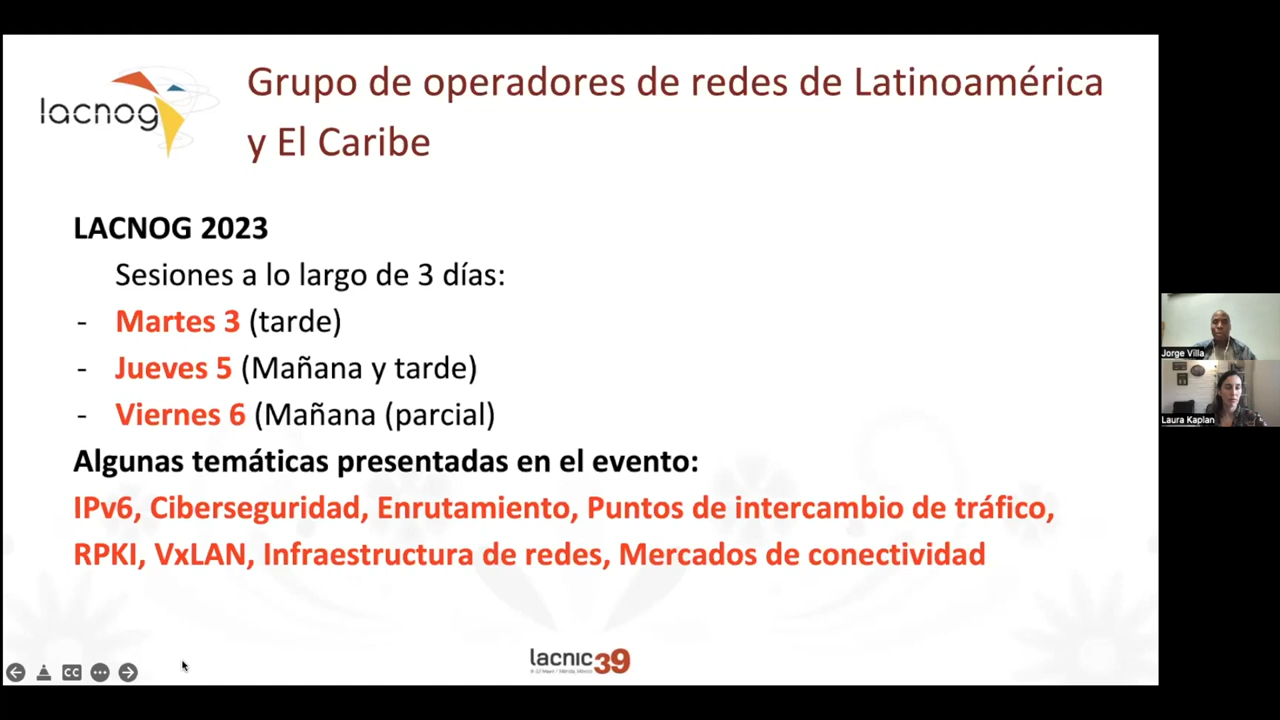 lacnog
Grupo de operadores de redes de Latinoamérica
y El Caribe
LACNOG 2023
Sesiones a lo largo de 3 días:
- Martes 3 (tarde)
- Jueves 5 (Mañana y tarde)
- Viernes 6 (Mañana (parcial)
Algunas temáticas presentadas en el evento:
IPv6, Ciberseguridad, Enrutamiento, Puntos de intercambio de tráfico,
RPKI, VxLAN, Infraestructura de redes, Mercados de conectividad
Jorge Villa
Laura Kaplan
CC
lacnic39